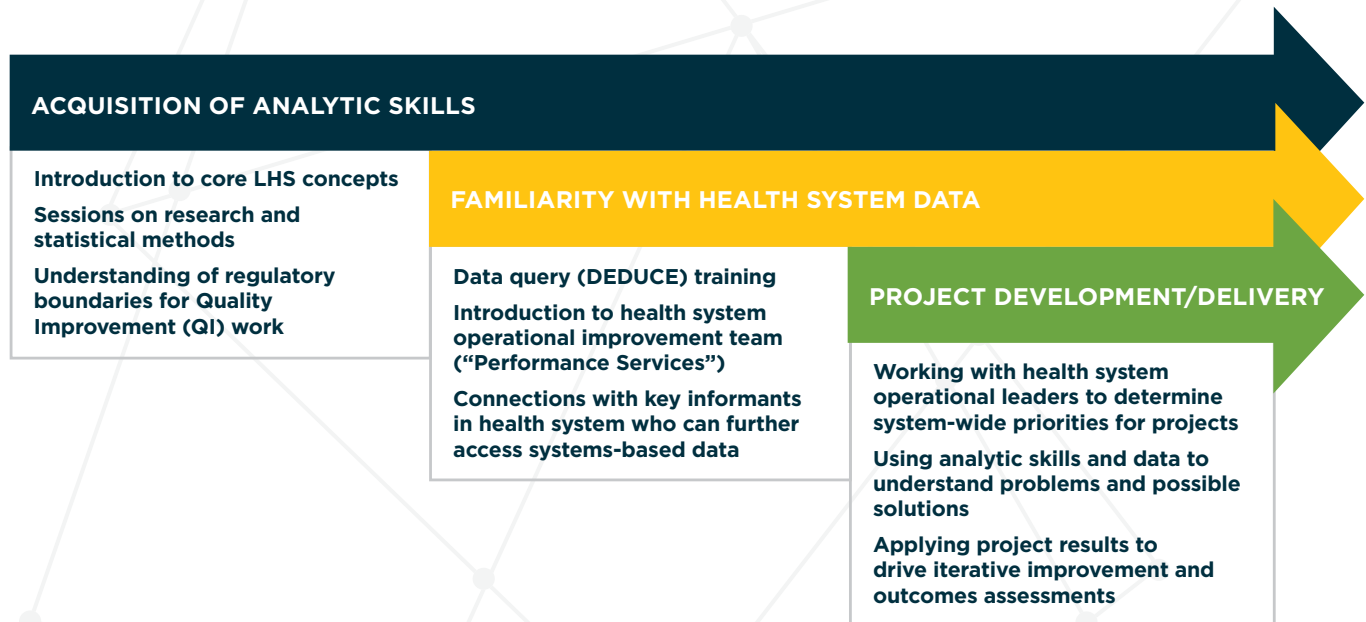 ACQUISITION OF ANALYTIC SKILLS
Introduction to core LHS concepts
Sessions on research and
statistical methods
Understanding of regulatory
boundaries for Quality
Improvement (QI) work
FAMILIARITY WITH HEALTH SYSTEM DATA
Data query (DEDUCE) training
Introduction to health system
operational improvement team
(“Performance Services”)
Connections with key informants
in health system who can further
access systems-based data
PROJECT DEVELOPMENT/DELIVERY
Working with health system
operational leaders to determine
system-wide priorities for projects
Using analytic skills and data to
understand problems and possible
solutions
Applying project results to
drive iterative improvement and
outcomes assessments